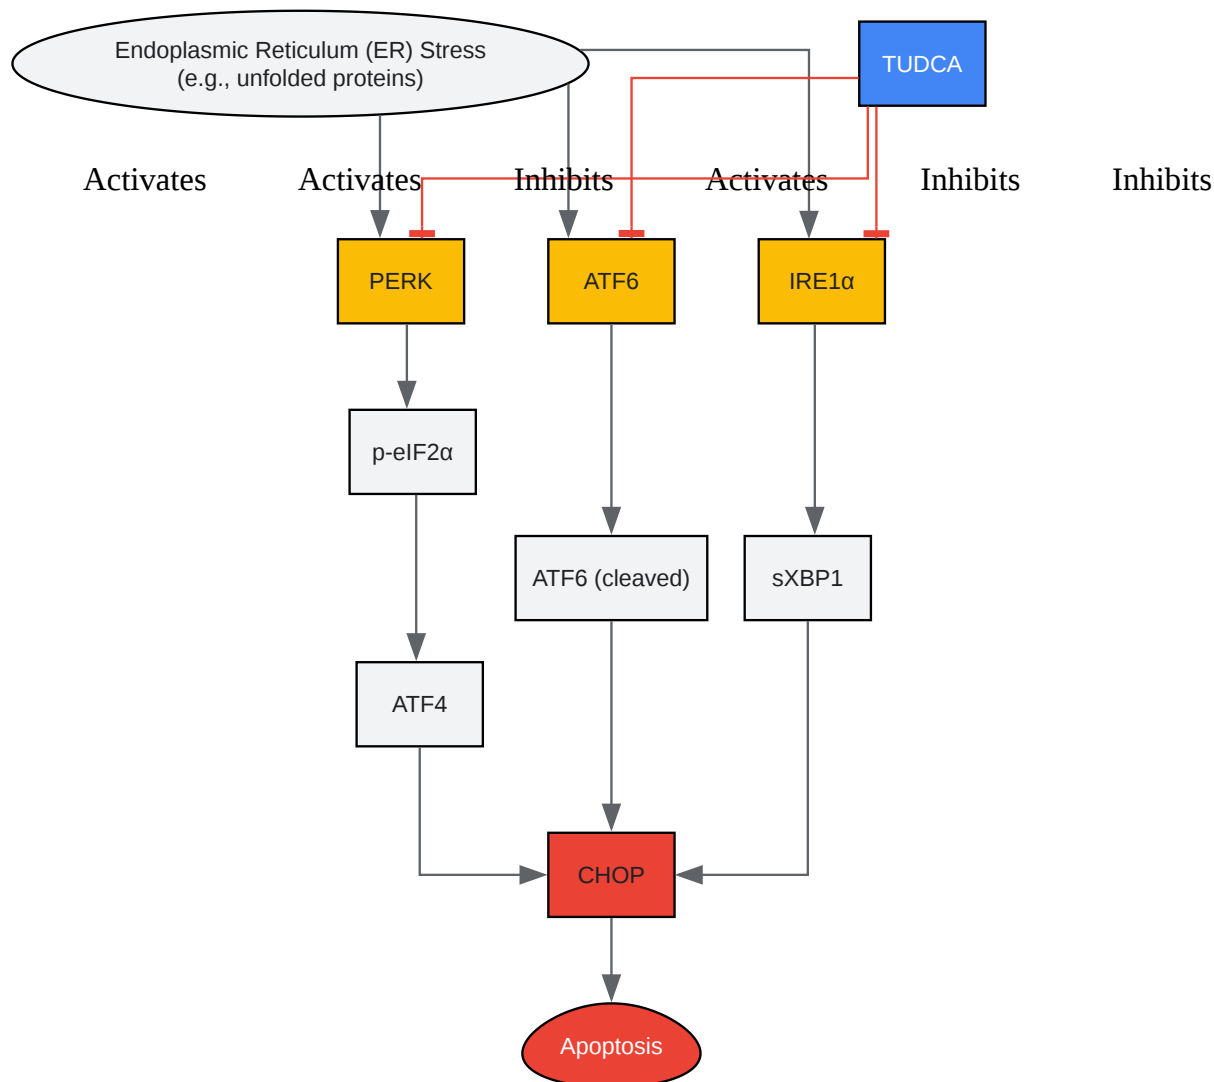 Endoplasmic Reticulum (ER) Stress
(e.g., unfolded proteins)
TUDCA
Activates
Activates
Inhibits
Activates
Inhibits
Inhibits
PERK
ATF6
IRE1α
p-eIF2α
ATF6 (cleaved)
sXBP1
ATF4
CHOP
Apoptosis